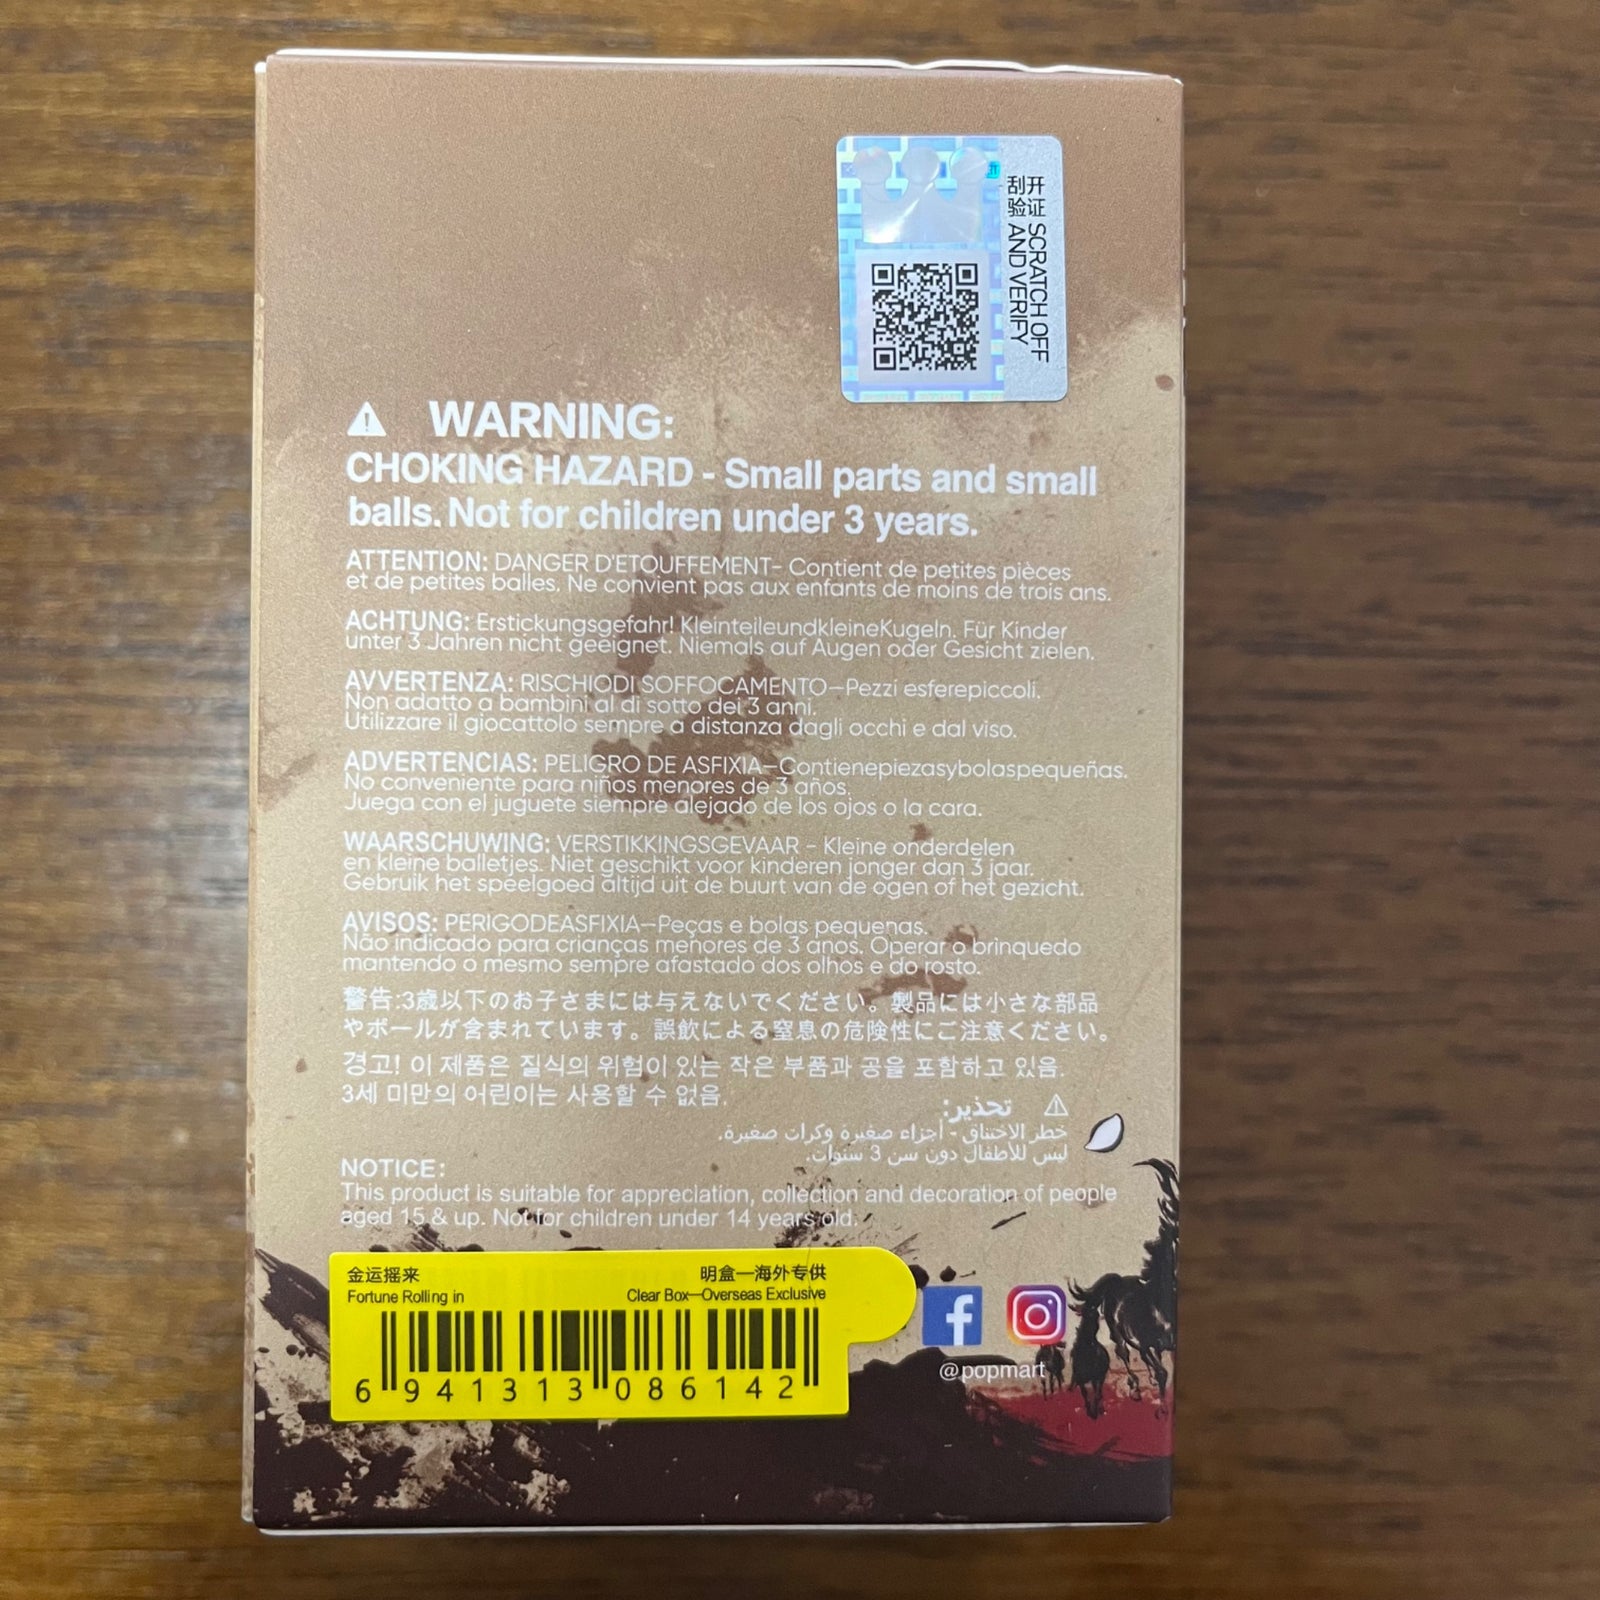 刮开
验证
SCRATCH OFF
AND VERIFY
⚠ WARNING:
CHOKING HAZARD - Small parts and small
balls. Not for children under 3 years.
ATTENTION: DANGER D'ETOUFFEMENT- Contient de petites pièces
et de petites balles. Ne convient pas aux enfants de moins de trois ans.
ACHTUNG: Erstickungsgefahr! KleinteileundkleineKugeln. Für Kinder
unter 3 Jahren nicht geeignet. Niemals auf Augen oder Gesicht zielen.
AVVERTENZA: RISCHIODI SOFFOCAMENTO—Pezzi esferepiccoli.
Non adatto a bambini al di sotto dei 3 anni.
Utilizzare il giocattolo sempre a distanza dagli occhi e dal viso.
ADVERTENCIAS: PELIGRO DE ASFIXIA—Contienepiezasybolaspequeñas.
No conveniente para niños menores de 3 años.
Juega con el juguete siempre alejado de los ojos o la cara.
WAARSCHUWING: VERSTIKKINGSGEVAAR - Kleine onderdelen
en kleine balletjes. Niet geschikt voor kinderen jonger dan 3 jaar.
Gebruik het speelgoed altijd uit de buurt van de ogen of het gezicht.
AVISOS: PERIGODEASFIXIA—Peças e bolas pequenas.
Não indicado para crianças menores de 3 anos. Operar o brinquedo
mantendo o mesmo sempre afastado dos olhos e do rosto.
警告:3歳以下のお子さまには与えないでください。製品には小さな部品
やボールが含まれています。誤飲による窒息の危険性にご注意ください。
경고! 이 제품은 질식의 위험이 있는 작은 부품과 공을 포함하고 있음.
3세 미만의 어린이는 사용할 수 없음.
⚠ تحذير:
خطر الاختناق - أجزاء صغيرة وكرات صغيرة.
ليس للأطفال دون سن 3 سنوات.
NOTICE:
This product is suitable for appreciation, collection and decoration of people
aged 15 & up. Not for children under 14 years old.
金运摇来 明盒—海外专供
Fortune Rolling in Clear Box—Overseas Exclusive
6 941313 086142
@popmart